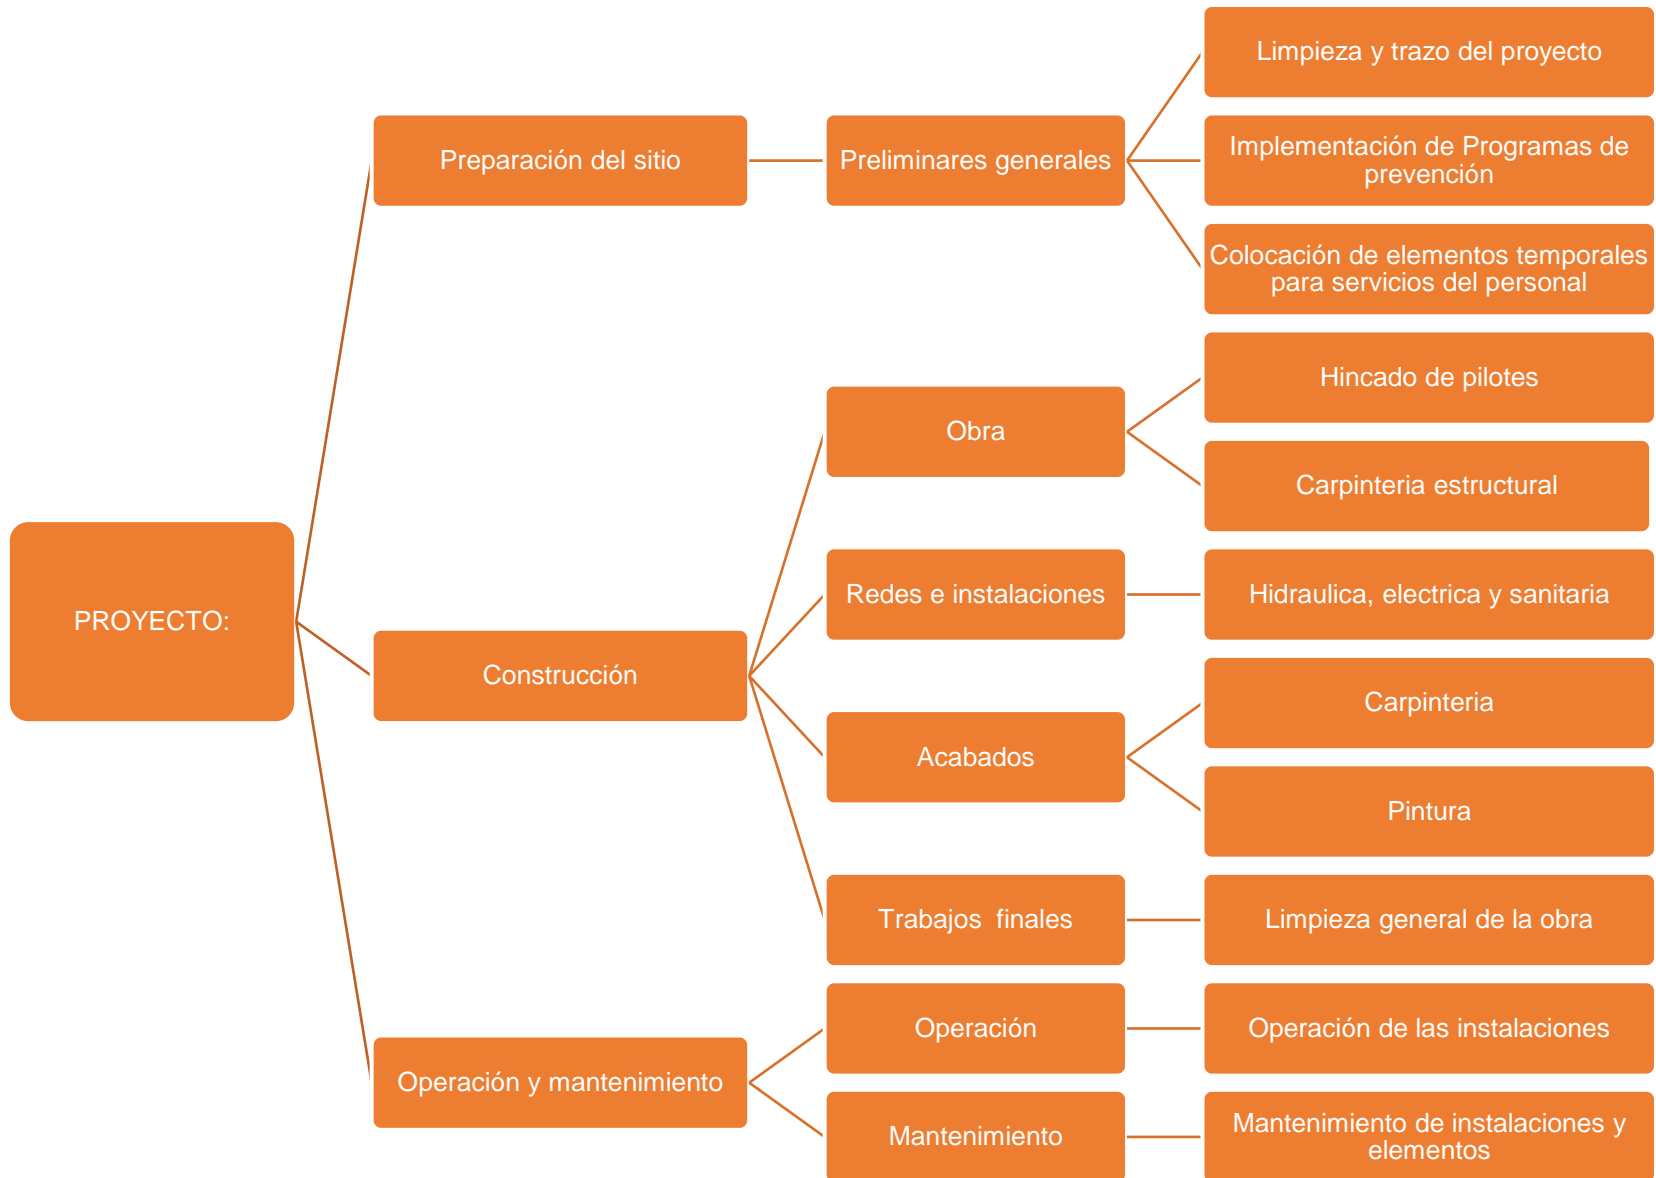 PROYECTO:
Preparación del sitio
Preliminares generales
Limpieza y trazo del proyecto
Implementación de Programas de
prevención
Colocación de elementos temporales
para servicios del personal
Construcción
Obra
Hincado de pilotes
Carpinteria estructural
Redes e instalaciones
Hidraulica, electrica y sanitaria
Acabados
Carpinteria
Pintura
Trabajos  finales
Limpieza general de la obra
Operación y mantenimiento
Operación
Operación de las instalaciones
Mantenimiento
Mantenimiento de instalaciones y
elementos